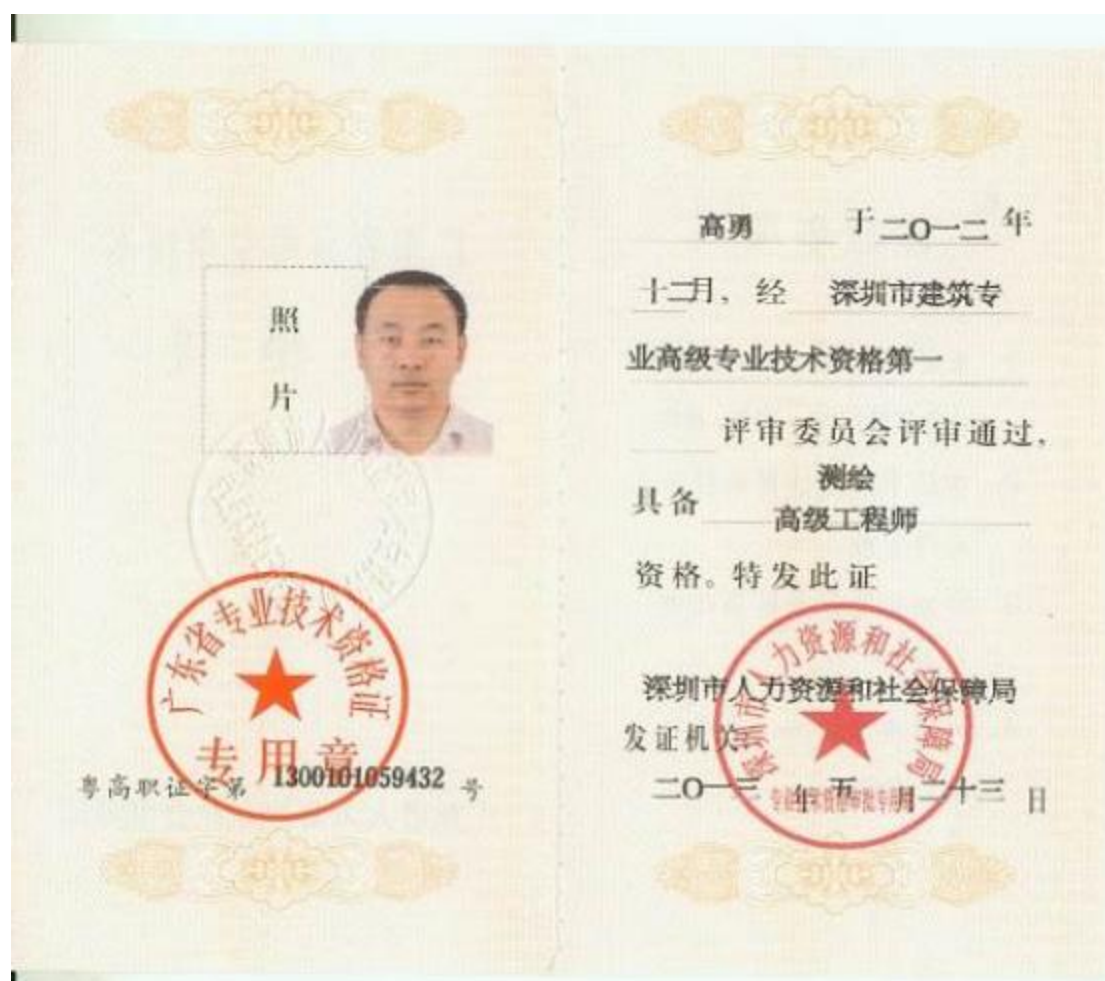 照
片
广东省专业技术资格证
专用章
粤高职证字第 1300101059432 号
高勇 于二O一二年
十二月，经 深圳市建筑专
业高级专业技术资格第一
评审委员会评审通过，
具备 测绘
高级工程师
资格。特发此证
深圳市人力资源和社会保障局
深圳市人力资源和社会保障局
发证机关
二O一三年五月二十三日